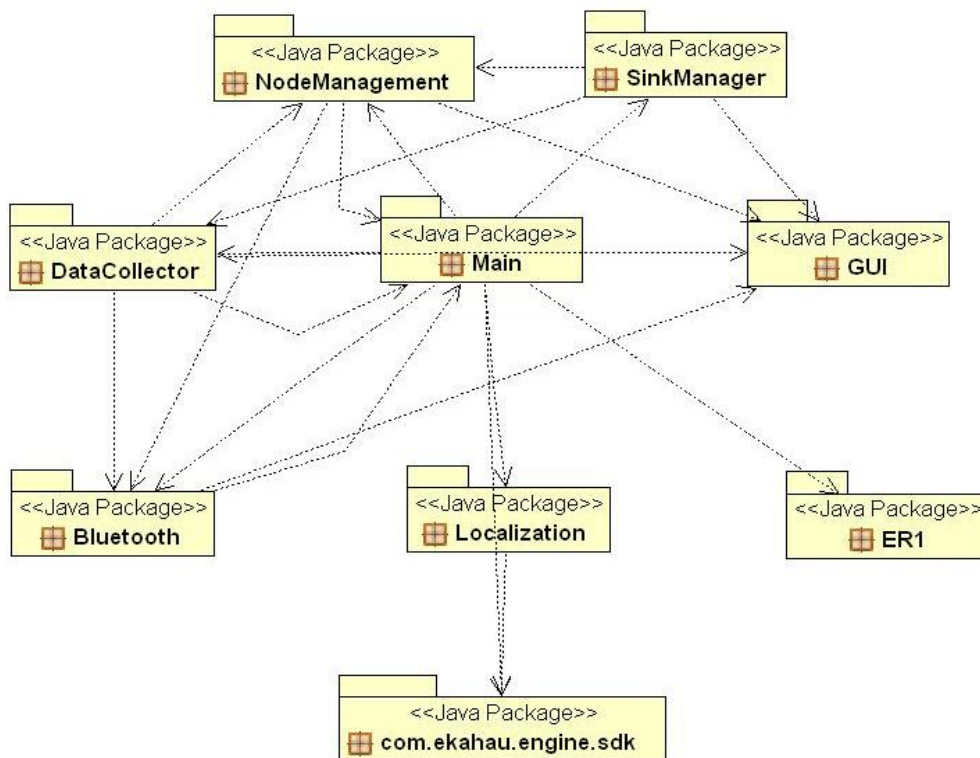 <<Java Package>>
NodeManagement
<<Java Package>>
SinkManager
<<Java Package>>
DataCollector
<<Java Package>>
Main
<<Java Package>>
GUI
<<Java Package>>
Bluetooth
<<Java Package>>
Localization
<<Java Package>>
ER1
<<Java Package>>
com.ekahau.engine.sdk